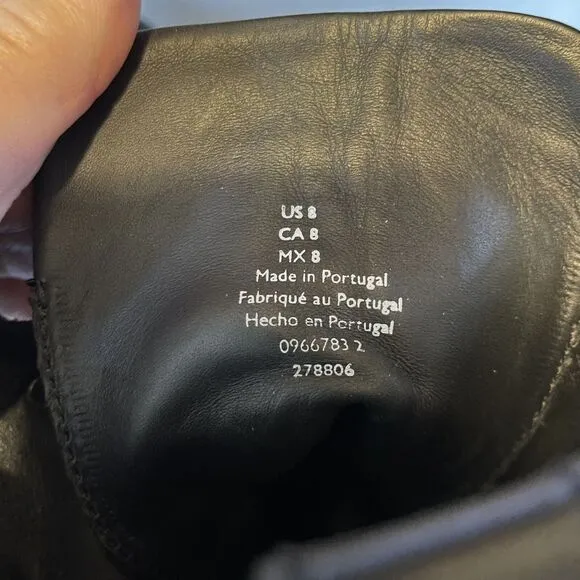 US 8
CA 8
MX 8
Made in Portugal
Fabriqué au Portugal
Hecho en Portugal
0966783 2
278806